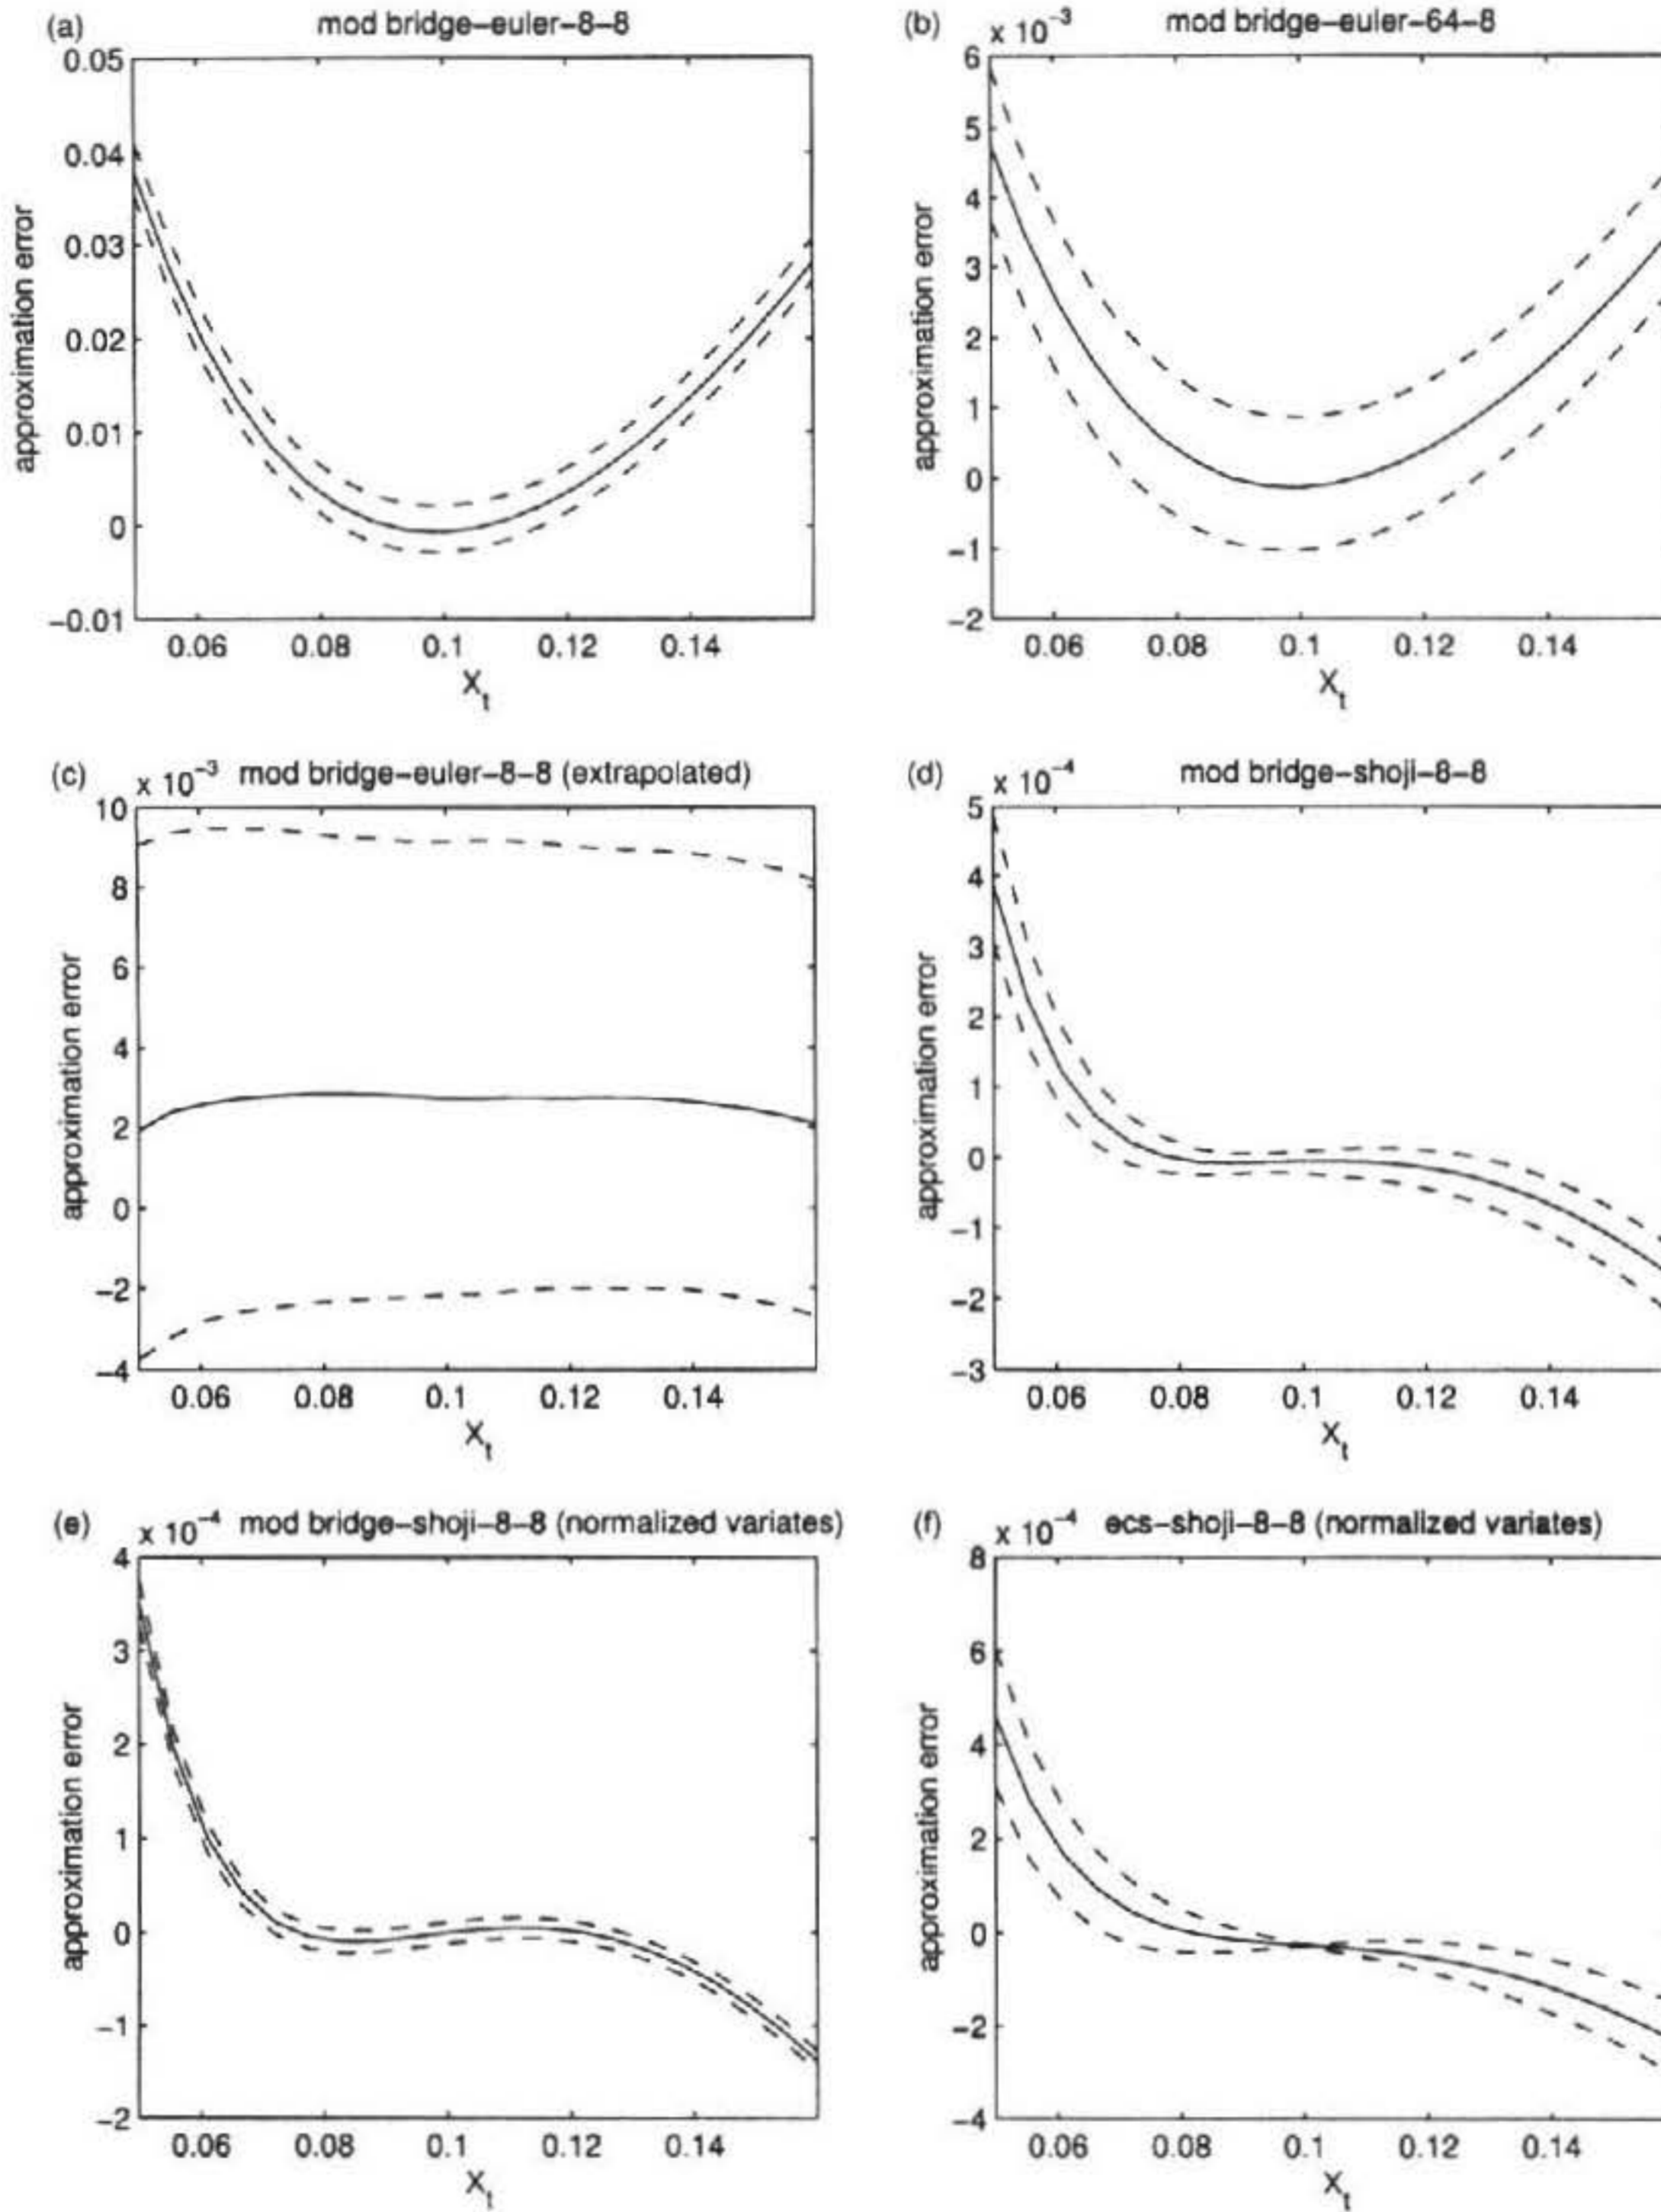 (a) mod bridge–euler–8–8
0.05
0.04
0.03
0.02
0.01
0
−0.01
approximation error
0.06 0.08 0.1 0.12 0.14
X_t
(b) x 10^−3 mod bridge–euler–64–8
6
5
4
3
2
1
0
−1
−2
approximation error
0.06 0.08 0.1 0.12 0.14
X_t
(c) x 10^−3 mod bridge–euler–8–8 (extrapolated)
10
8
6
4
2
0
−2
−4
approximation error
0.06 0.08 0.1 0.12 0.14
X_t
(d) x 10^−4 mod bridge–shoji–8–8
5
4
3
2
1
0
−1
−2
−3
approximation error
0.06 0.08 0.1 0.12 0.14
X_t
(e) x 10^−4 mod bridge–shoji–8–8 (normalized variates)
4
3
2
1
0
−1
−2
approximation error
0.06 0.08 0.1 0.12 0.14
X_t
(f) x 10^−4 ecs–shoji–8–8 (normalized variates)
8
6
4
2
0
−2
−4
approximation error
0.06 0.08 0.1 0.12 0.14
X_t